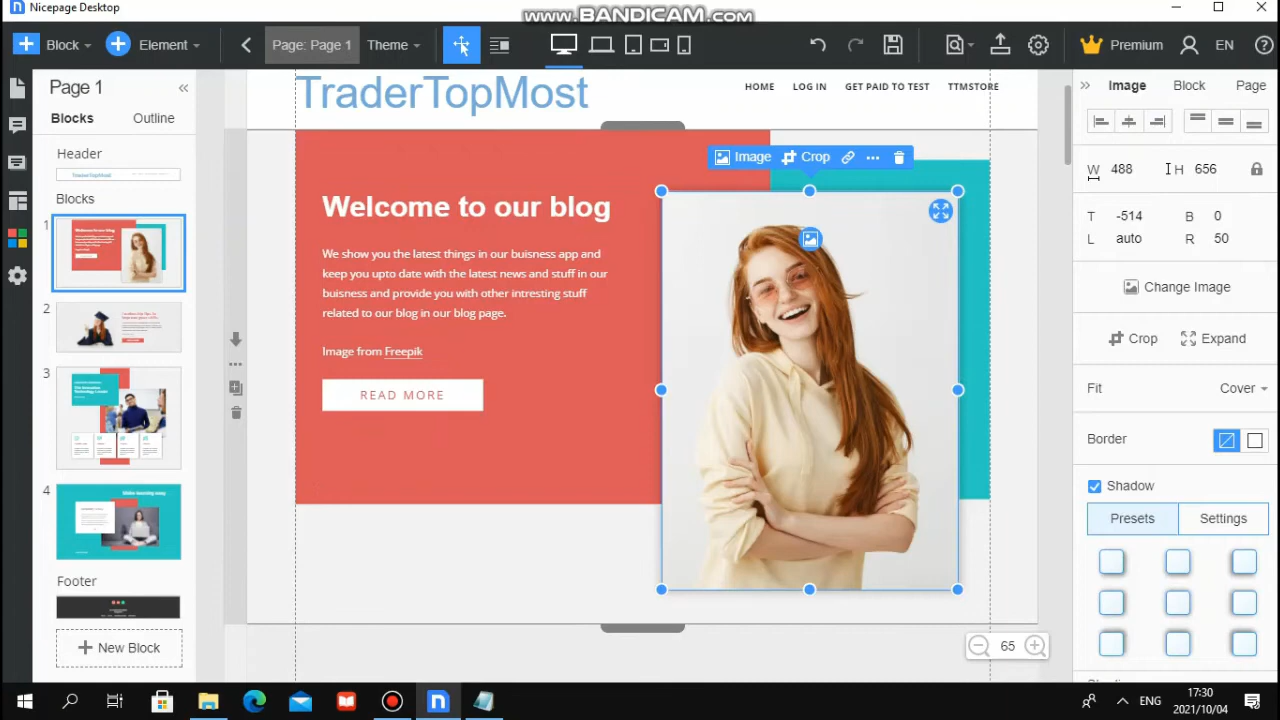 Nicepage Desktop
www.BANDICAM.com
Block
Element
Page: Page 1
Theme
Premium
EN
Page 1
Blocks
Outline
Header
TraderTopMost
Blocks
1
2
3
4
Footer
New Block
TraderTopMost
HOME
LOG IN
GET PAID TO TEST
TTMSTORE
Image
Crop
Welcome to our blog
We show you the latest things in our buisness app and
keep you upto date with the latest news and stuff in our
buisness and provide you with other intresting stuff
related to our blog in our blog page.
Image from Freepik
READ MORE
65
Image
Block
Page
W 488 H 656
T -514 B 0
L auto R 50
Change Image
Crop
Expand
Fit
Cover
Border
Shadow
Presets
Settings
ENG
17:30
2021/10/04